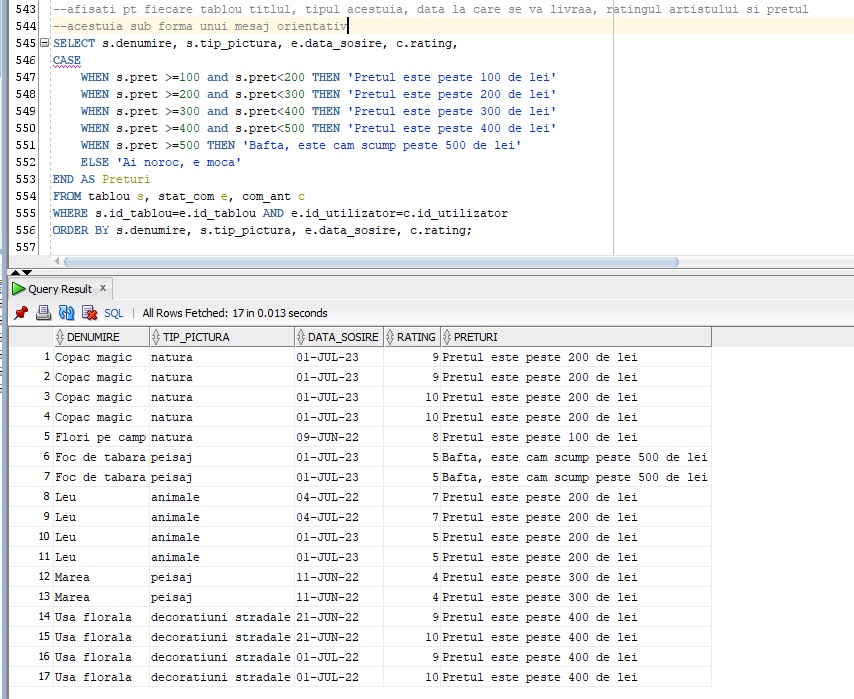 543 --afisati pt fiecare tablou titlul, tipul acestuia, data la care se va livraa, ratingul artistului si pretul
544 --acestuia sub forma unui mesaj orientativ
545 SELECT s.denumire, s.tip_pictura, e.data_sosire, c.rating,
546 CASE
547 WHEN s.pret >=100 and s.pret<200 THEN 'Pretul este peste 100 de lei'
548 WHEN s.pret >=200 and s.pret<300 THEN 'Pretul este peste 200 de lei'
549 WHEN s.pret >=300 and s.pret<400 THEN 'Pretul este peste 300 de lei'
550 WHEN s.pret >=400 and s.pret<500 THEN 'Pretul este peste 400 de lei'
551 WHEN s.pret >=500 THEN 'Bafta, este cam scump peste 500 de lei'
552 ELSE 'Ai noroc, e moca'
553 END AS Preturi
554 FROM tablou s, stat_com e, com_ant c
555 WHERE s.id_tablou=e.id_tablou AND e.id_utilizator=c.id_utilizator
556 ORDER BY s.denumire, s.tip_pictura, e.data_sosire, c.rating;
557
Query Result x
SQL | All Rows Fetched: 17 in 0.013 seconds
DENUMIRE TIP_PICTURA DATA_SOSIRE RATING PRETURI
1 Copac magic natura 01-JUL-23 9 Pretul este peste 200 de lei
2 Copac magic natura 01-JUL-23 9 Pretul este peste 200 de lei
3 Copac magic natura 01-JUL-23 10 Pretul este peste 200 de lei
4 Copac magic natura 01-JUL-23 10 Pretul este peste 200 de lei
5 Flori pe camp natura 09-JUN-22 8 Pretul este peste 100 de lei
6 Foc de tabara peisaj 01-JUL-23 5 Bafta, este cam scump peste 500 de lei
7 Foc de tabara peisaj 01-JUL-23 5 Bafta, este cam scump peste 500 de lei
8 Leu animale 04-JUL-22 7 Pretul este peste 200 de lei
9 Leu animale 04-JUL-22 7 Pretul este peste 200 de lei
10 Leu animale 01-JUL-23 5 Pretul este peste 200 de lei
11 Leu animale 01-JUL-23 5 Pretul este peste 200 de lei
12 Marea peisaj 11-JUN-22 4 Pretul este peste 300 de lei
13 Marea peisaj 11-JUN-22 4 Pretul este peste 300 de lei
14 Usa florala decoratiuni stradale 21-JUN-22 9 Pretul este peste 400 de lei
15 Usa florala decoratiuni stradale 21-JUN-22 10 Pretul este peste 400 de lei
16 Usa florala decoratiuni stradale 01-JUL-22 9 Pretul este peste 400 de lei
17 Usa florala decoratiuni stradale 01-JUL-22 10 Pretul este peste 400 de lei